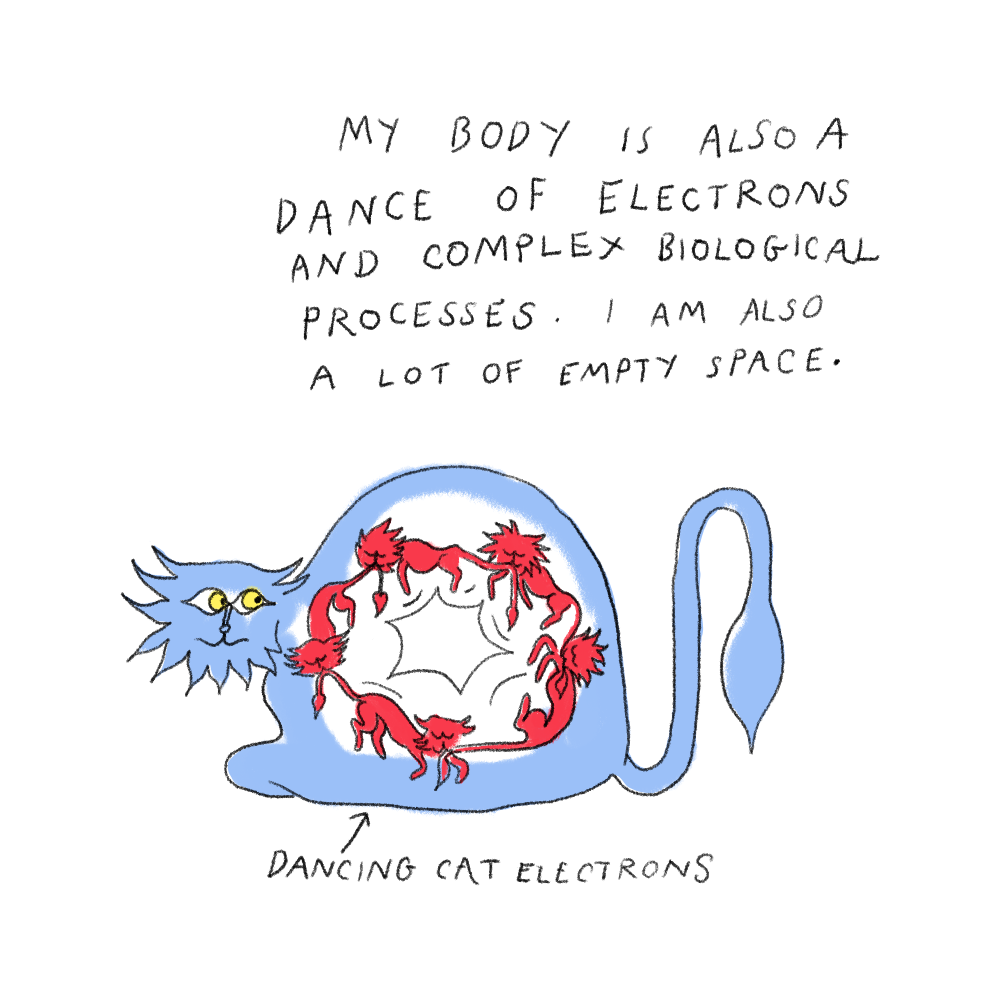 MY BODY IS ALSO A
DANCE OF ELECTRONS
AND COMPLEX BIOLOGICAL
PROCESSES. I AM ALSO
A LOT OF EMPTY SPACE.
DANCING CAT ELECTRONS